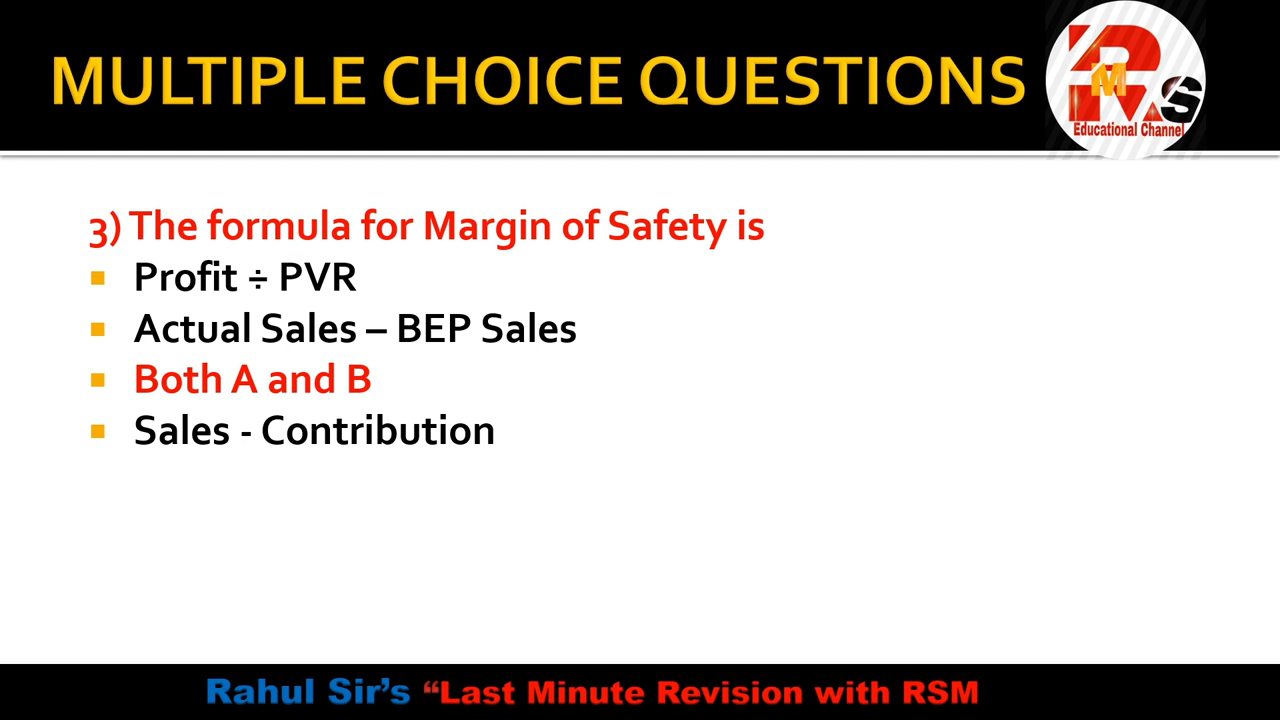 MULTIPLE CHOICE QUESTIONS
RMS
Educational Channel
3) The formula for Margin of Safety is
Profit ÷ PVR
Actual Sales – BEP Sales
Both A and B
Sales - Contribution
Rahul Sir's “Last Minute Revision with RSM